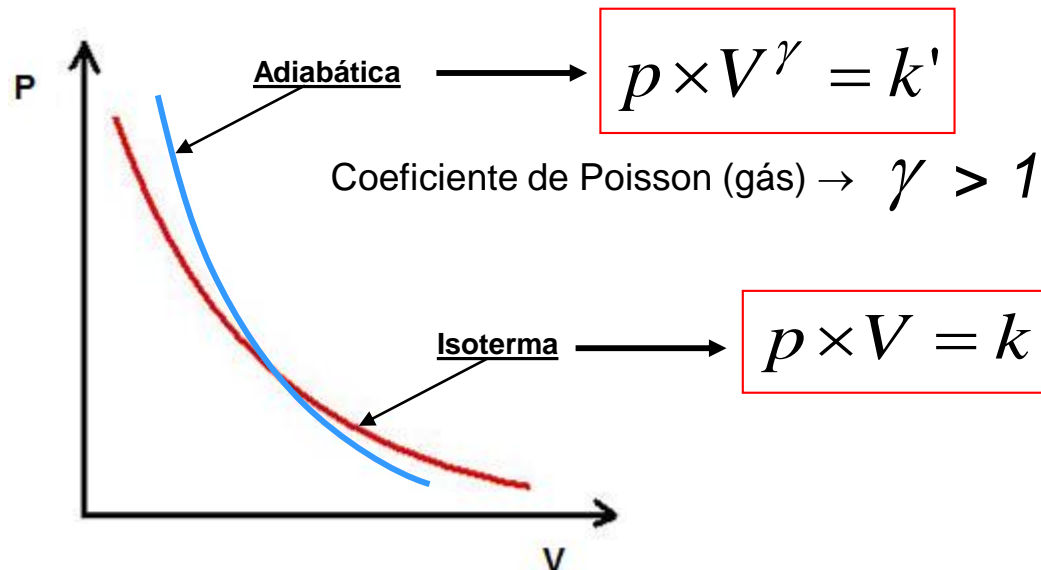 P
Adiabática
p × V^γ = k'
Coeficiente de Poisson (gás) → γ > 1
Isoterma
p × V = k
V